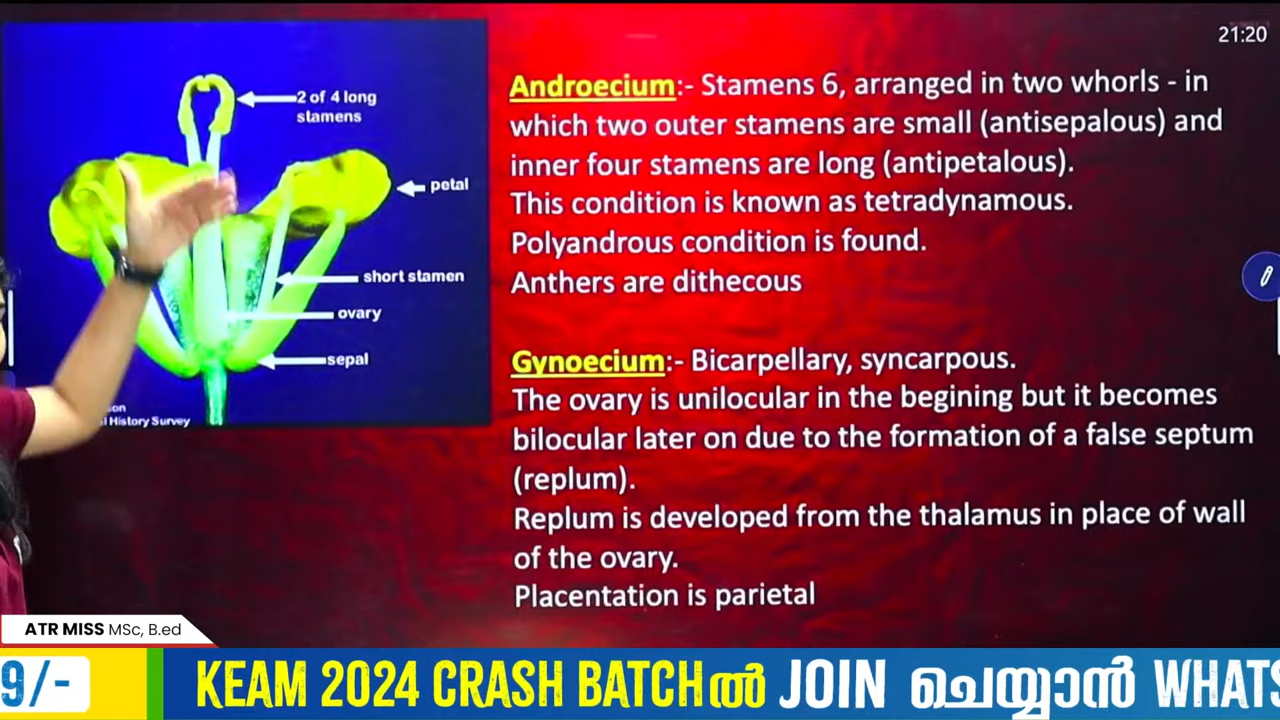 21:20
2 of 4 long
stamens
petal
short stamen
ovary
sepal
l History Survey
Androecium:- Stamens 6, arranged in two whorls - in
which two outer stamens are small (antisepalous) and
inner four stamens are long (antipetalous).
This condition is known as tetradynamous.
Polyandrous condition is found.
Anthers are dithecous
Gynoecium:- Bicarpellary, syncarpous.
The ovary is unilocular in the begining but it becomes
bilocular later on due to the formation of a false septum
(replum).
Replum is developed from the thalamus in place of wall
of the ovary.
Placentation is parietal
ATR MISS MSc, B.ed
9/-
KEAM 2024 CRASH BATCHൽ JOIN ചെയ്യാൻ WHATS